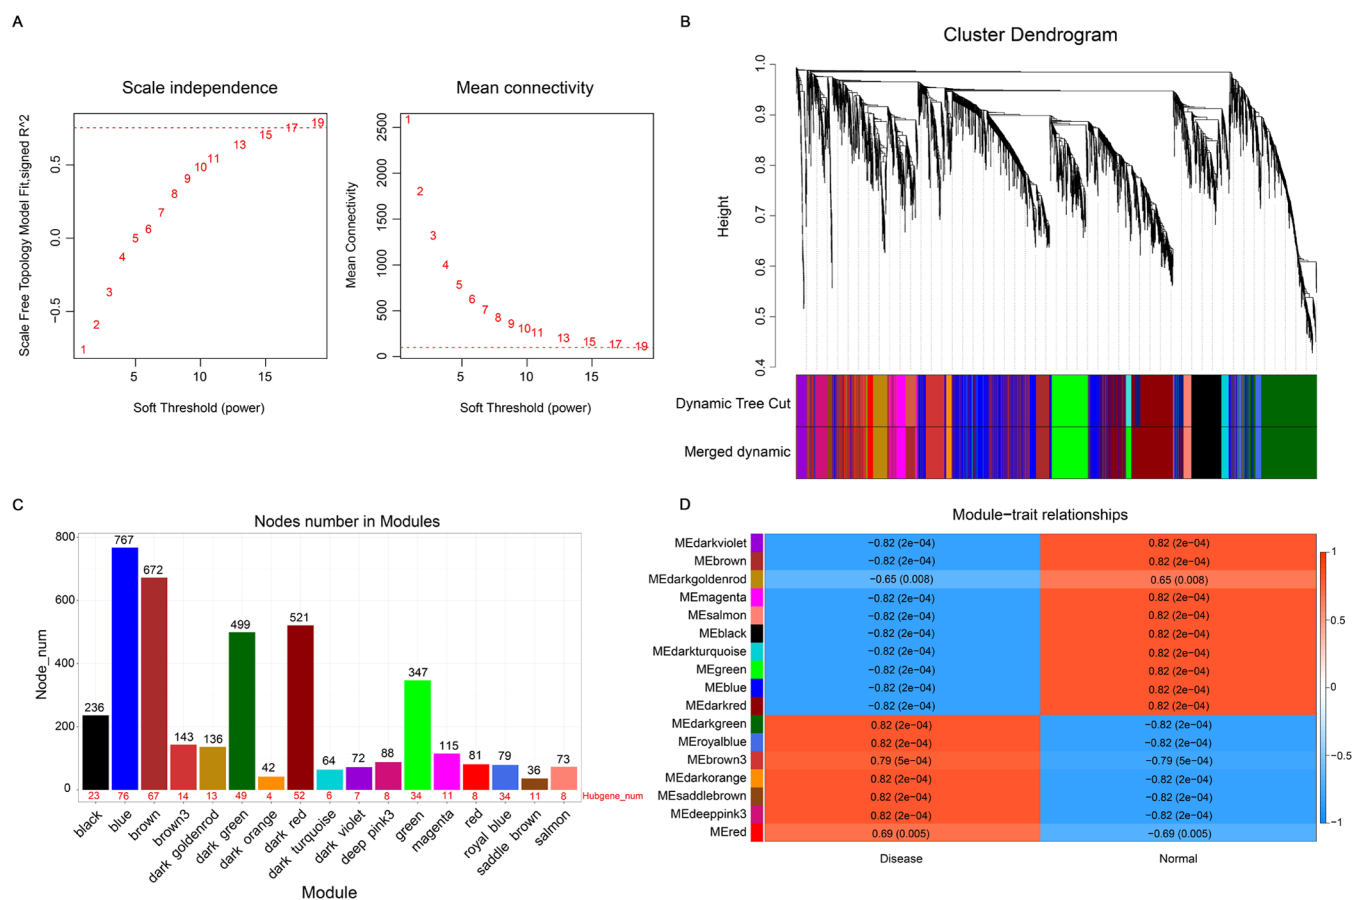 A
Scale independence
Scale Free Topology Model Fit,signed R^2
0.5
0.0
−0.5
1
2
3
4
5
6
7
8
9
10
11
13
15
17
19
5
10
15
Soft Threshold (power)
Mean connectivity
Mean Connectivity
2500
2000
1500
1000
500
0
1
2
3
4
5
6
7
8
9
10
11
13
15
17
19
5
10
15
Soft Threshold (power)
B
Cluster Dendrogram
Height
1.0
0.9
0.8
0.7
0.6
0.5
0.4
Dynamic Tree Cut
Merged dynamic
C
Nodes number in Modules
Node_num
800
600
400
200
0
236
767
672
143
136
499
42
521
64
72
88
347
115
81
79
36
73
23 76 67 14 13 49 4 52 6 7 8 34 11 8 34 11 8 Hubgene_num
black
blue
brown
brown3
dark goldenrod
dark green
dark orange
dark red
dark turquoise
dark violet
deep pink3
green
magenta
red
royal blue
saddle brown
salmon
Module
D
Module−trait relationships
MEdarkviolet −0.82 (2e−04) 0.82 (2e−04)
MEbrown −0.82 (2e−04) 0.82 (2e−04)
MEdarkgoldenrod −0.65 (0.008) 0.65 (0.008)
MEmagenta −0.82 (2e−04) 0.82 (2e−04)
MEsalmon −0.82 (2e−04) 0.82 (2e−04)
MEblack −0.82 (2e−04) 0.82 (2e−04)
MEdarkturquoise −0.82 (2e−04) 0.82 (2e−04)
MEgreen −0.82 (2e−04) 0.82 (2e−04)
MEblue −0.82 (2e−04) 0.82 (2e−04)
MEdarkred −0.82 (2e−04) 0.82 (2e−04)
MEdarkgreen 0.82 (2e−04) −0.82 (2e−04)
MEroyalblue 0.82 (2e−04) −0.82 (2e−04)
MEbrown3 0.79 (5e−04) −0.79 (5e−04)
MEdarkorange 0.82 (2e−04) −0.82 (2e−04)
MEsaddlebrown 0.82 (2e−04) −0.82 (2e−04)
MEdeeppink3 0.82 (2e−04) −0.82 (2e−04)
MEred 0.69 (0.005) −0.69 (0.005)
Disease Normal
1
0.5
0
−0.5
−1